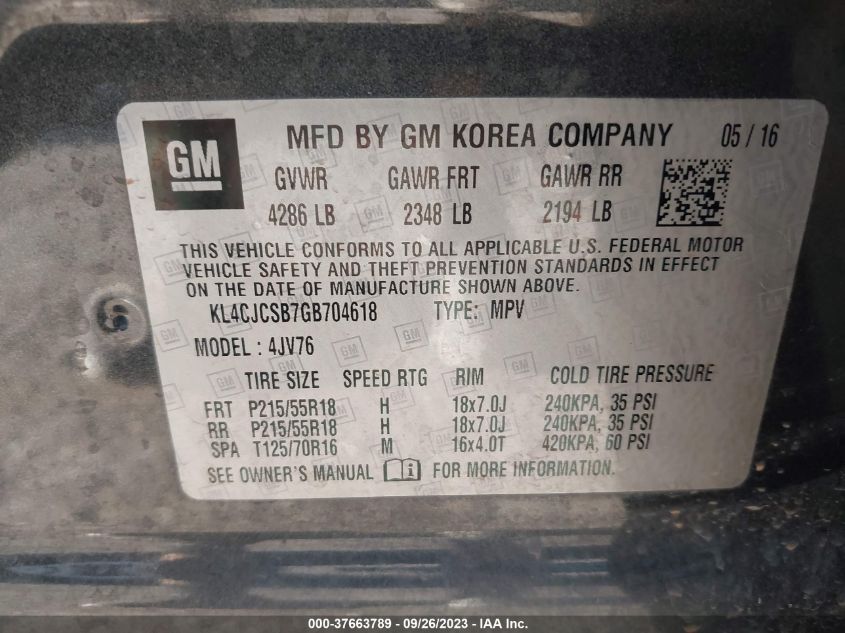 GM
MFD BY GM KOREA COMPANY 05 / 16
GVWR GAWR FRT GAWR RR
4286 LB 2348 LB 2194 LB
THIS VEHICLE CONFORMS TO ALL APPLICABLE U.S. FEDERAL MOTOR
VEHICLE SAFETY AND THEFT PREVENTION STANDARDS IN EFFECT
ON THE DATE OF MANUFACTURE SHOWN ABOVE.
KL4CJCSB7GB704618 TYPE: MPV
MODEL : 4JV76
TIRE SIZE SPEED RTG RIM COLD TIRE PRESSURE
FRT P215/55R18 H 18x7.0J 240KPA, 35 PSI
RR P215/55R18 H 18x7.0J 240KPA, 35 PSI
SPA T125/70R16 M 16x4.0T 420KPA, 60 PSI
SEE OWNER'S MANUAL i FOR MORE INFORMATION.
000-37663789 - 09/26/2023 - IAA Inc.